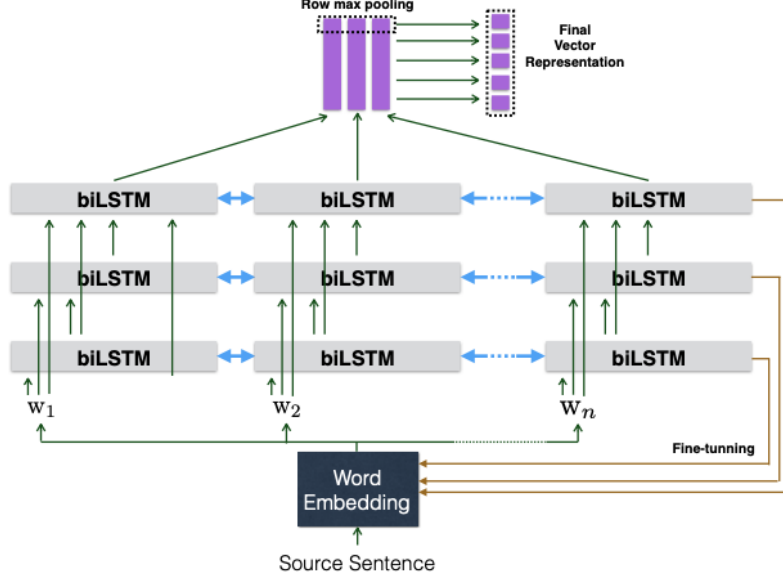 Row max pooling
Final
Vector
Representation
biLSTM biLSTM biLSTM
biLSTM biLSTM biLSTM
biLSTM biLSTM biLSTM
w₁ w₂ wₙ
Fine-tunning
Word
Embedding
Source Sentence